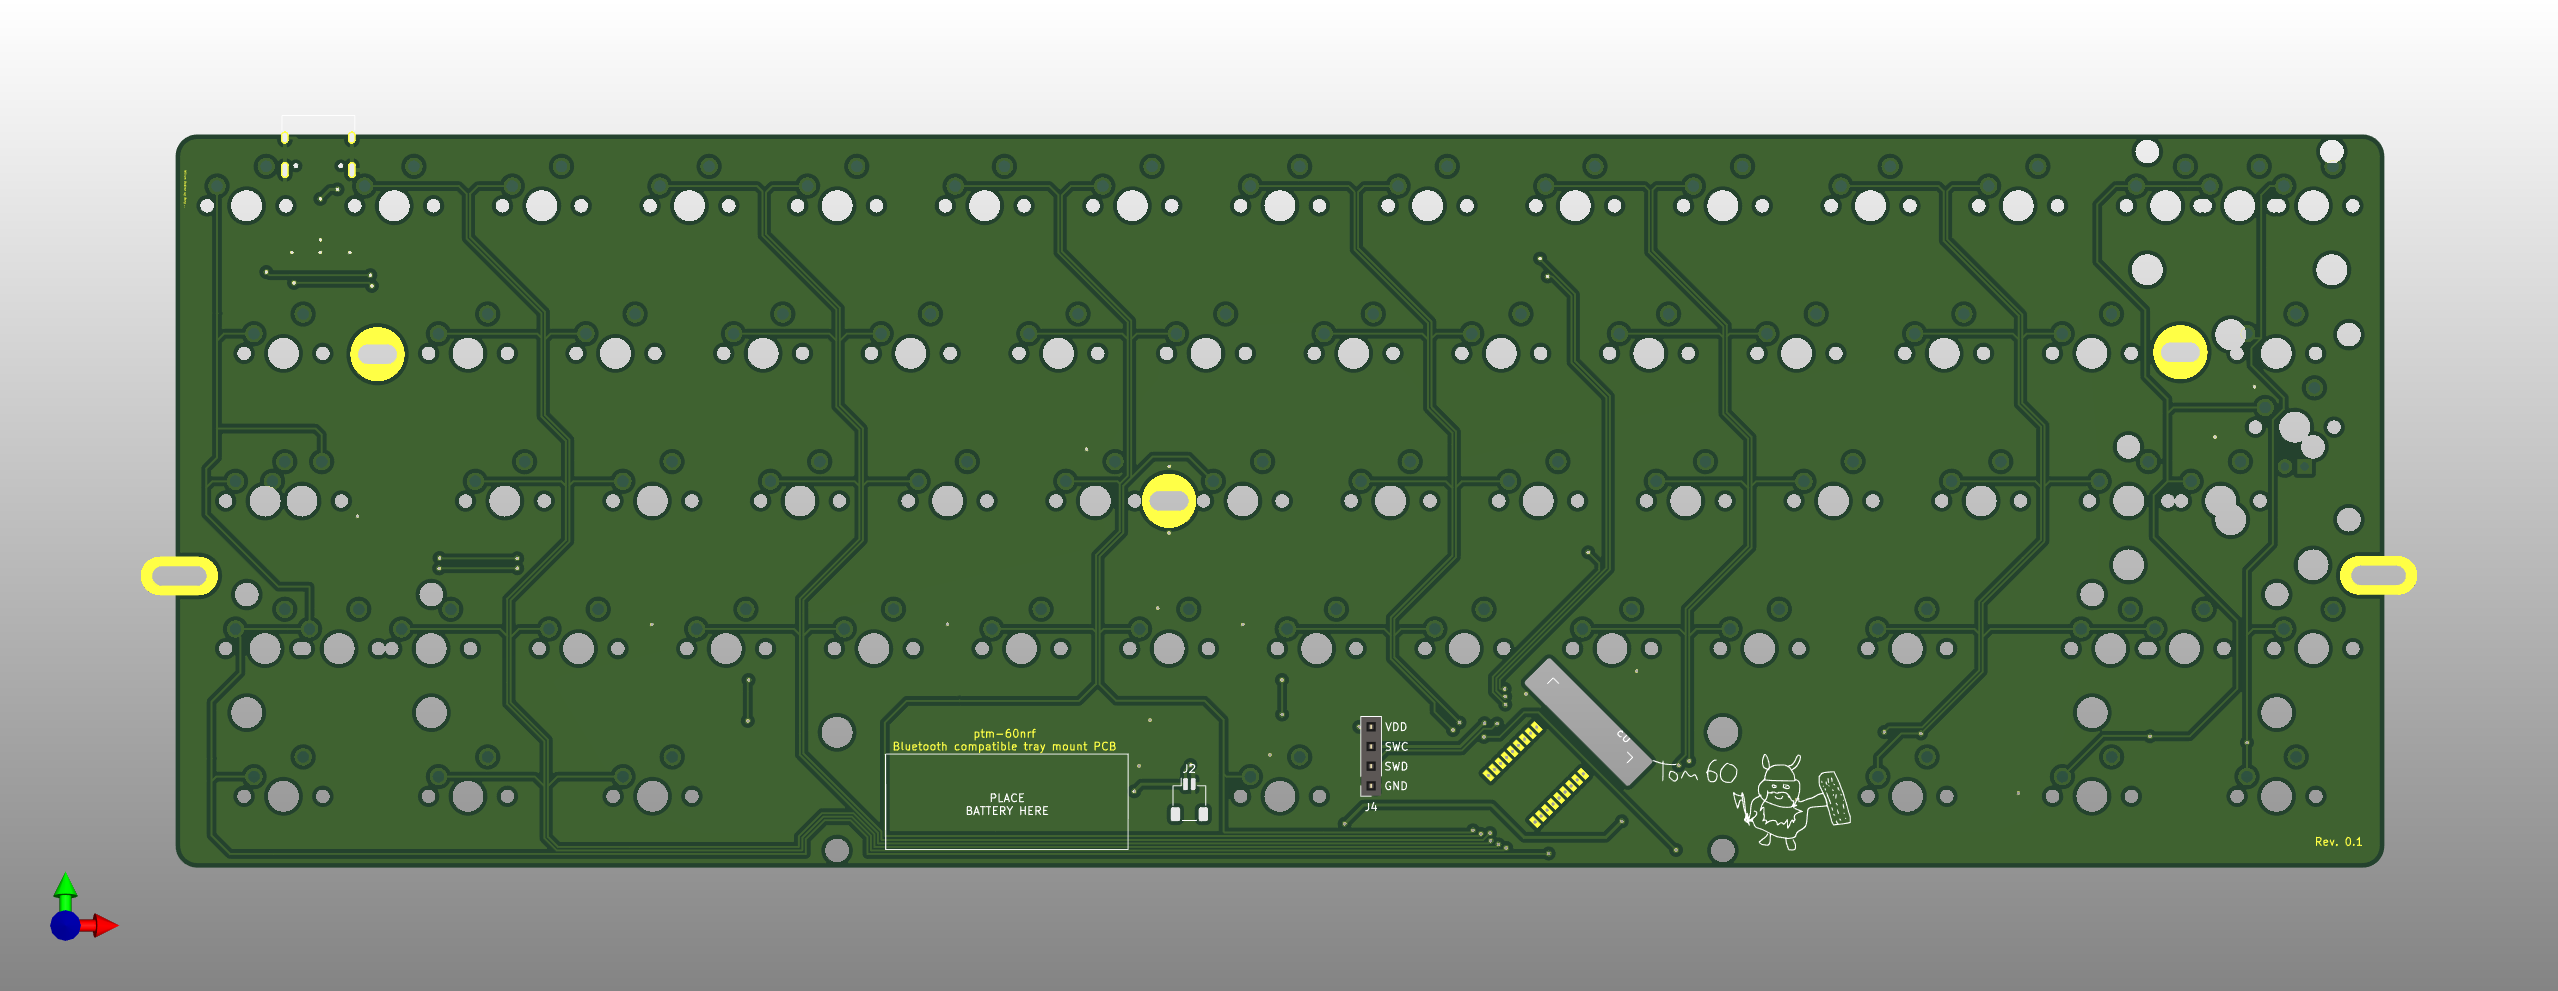 ptm-60nrf
Bluetooth compatible tray mount PCB
PLACE
BATTERY HERE
J2
VDD
SWC
SWD
GND
J4
Tom 60
Rev. 0.1